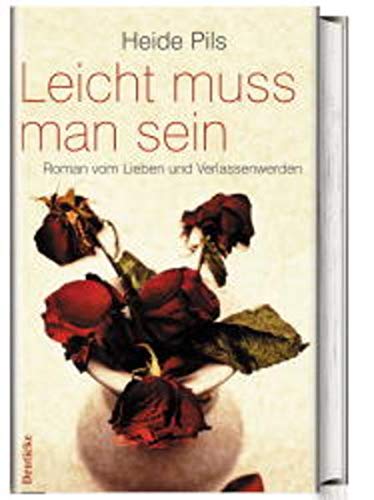 Heide Pils
Leicht muss
man sein
Roman vom Lieben und Verlassenwerden
Deuticke